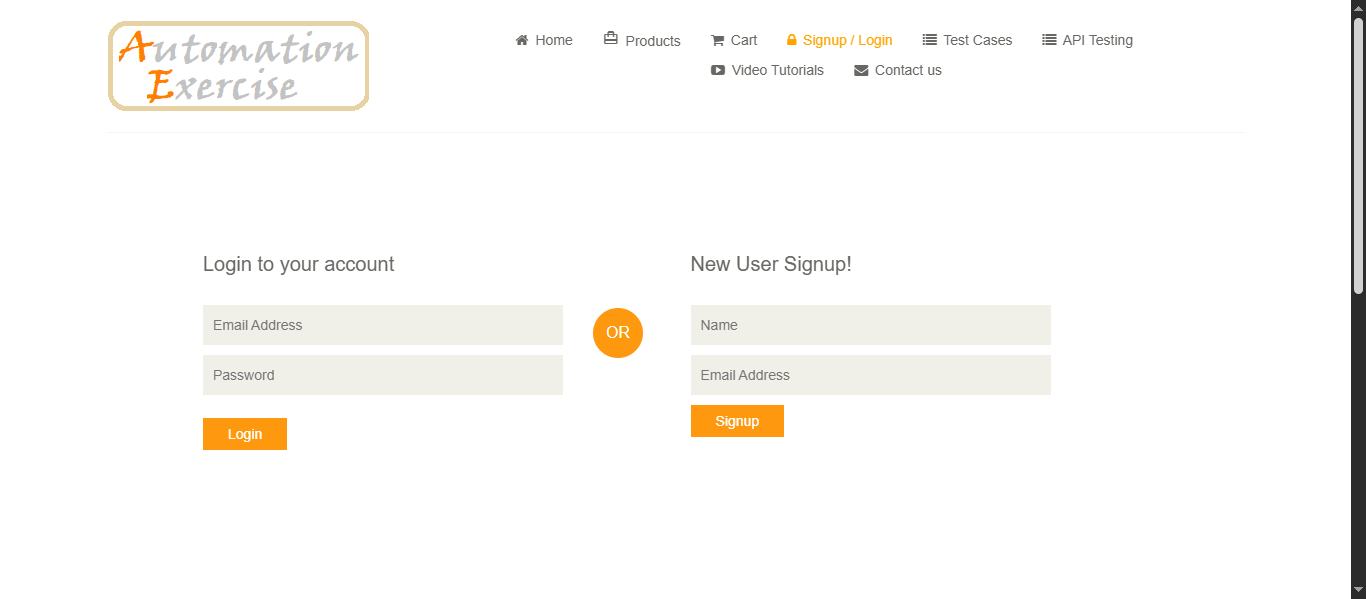 Automation
Exercise
Home Products Cart Signup / Login Test Cases API Testing
Video Tutorials Contact us
Login to your account
Email Address
Password
Login
OR
New User Signup!
Name
Email Address
Signup